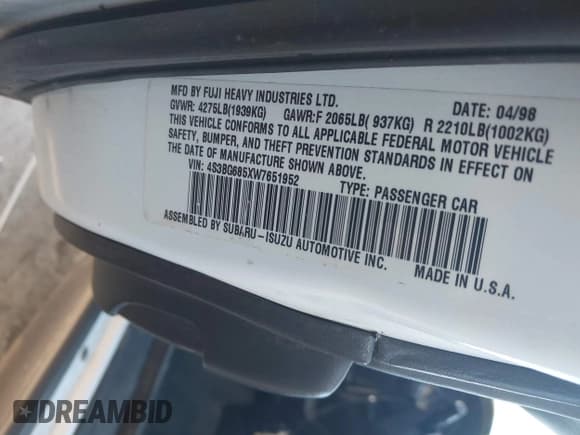 MFD BY FUJI HEAVY INDUSTRIES LTD. DATE: 04/98
GVWR: 4275LB(1939KG) GAWR:F 2065LB( 937KG) R 2210LB(1002KG)
THIS VEHICLE CONFORMS TO ALL APPLICABLE FEDERAL MOTOR VEHICLE
SAFETY, BUMPER, AND THEFT PREVENTION STANDARDS IN EFFECT ON
THE DATE OF MANUFACTURE SHOWN ABOVE.
VIN: 4S3BG685XW7651952 TYPE: PASSENGER CAR
ASSEMBLED BY SUBARU-ISUZU AUTOMOTIVE INC. MADE IN U.S.A.
DREAMBID